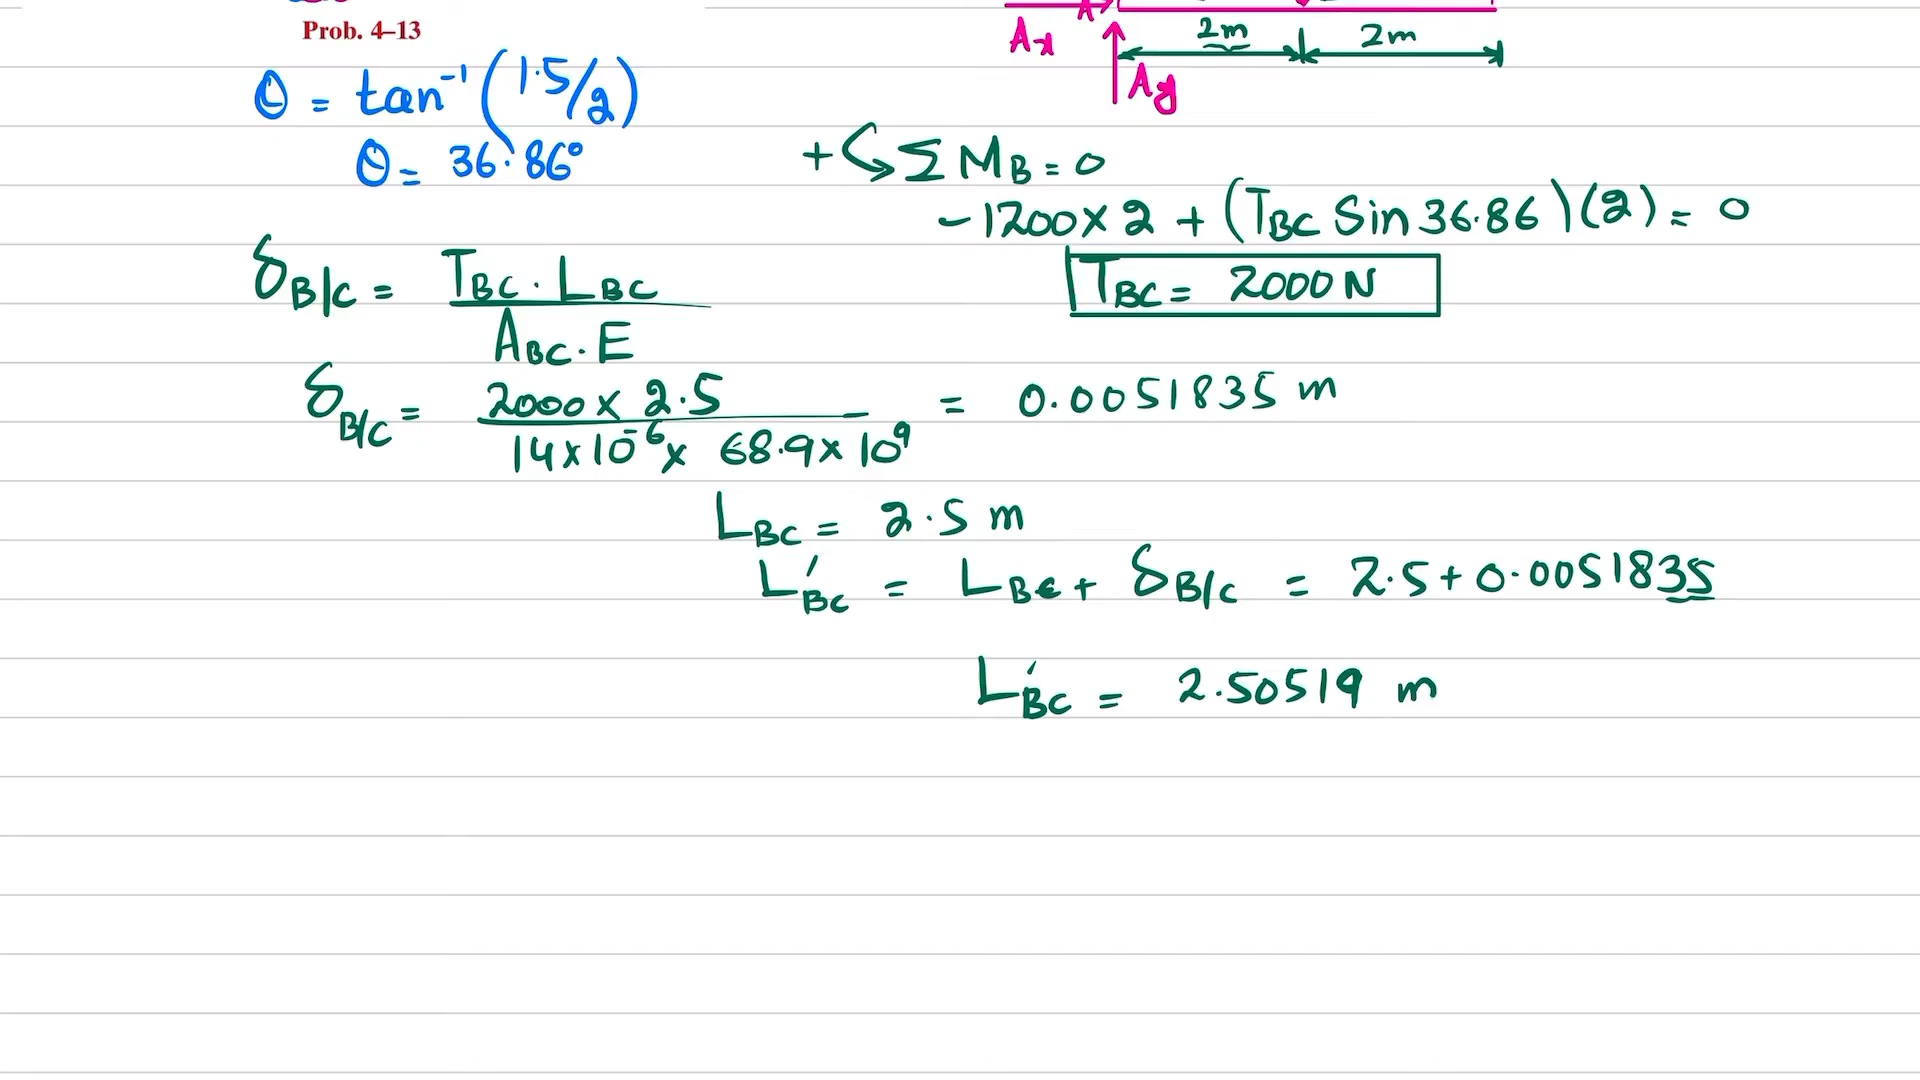 Prob. 4–13
A
Ax
2m
2m
Ay
θ = tan⁻¹ (1.5/2)
θ = 36.86°
+ ΣM_B = 0
-1200×2 + (T_BC Sin 36.86)(2) = 0
T_BC = 2000 N
δ_B/C = T_BC . L_BC / A_BC . E
δ_B/C = 2000 × 2.5 / 14×10⁻⁶ × 68.9×10⁹ = 0.0051835 m
L_BC = 2.5 m
L'_BC = L_BC + δ_B/C = 2.5 + 0.0051835
L'_BC = 2.50519 m